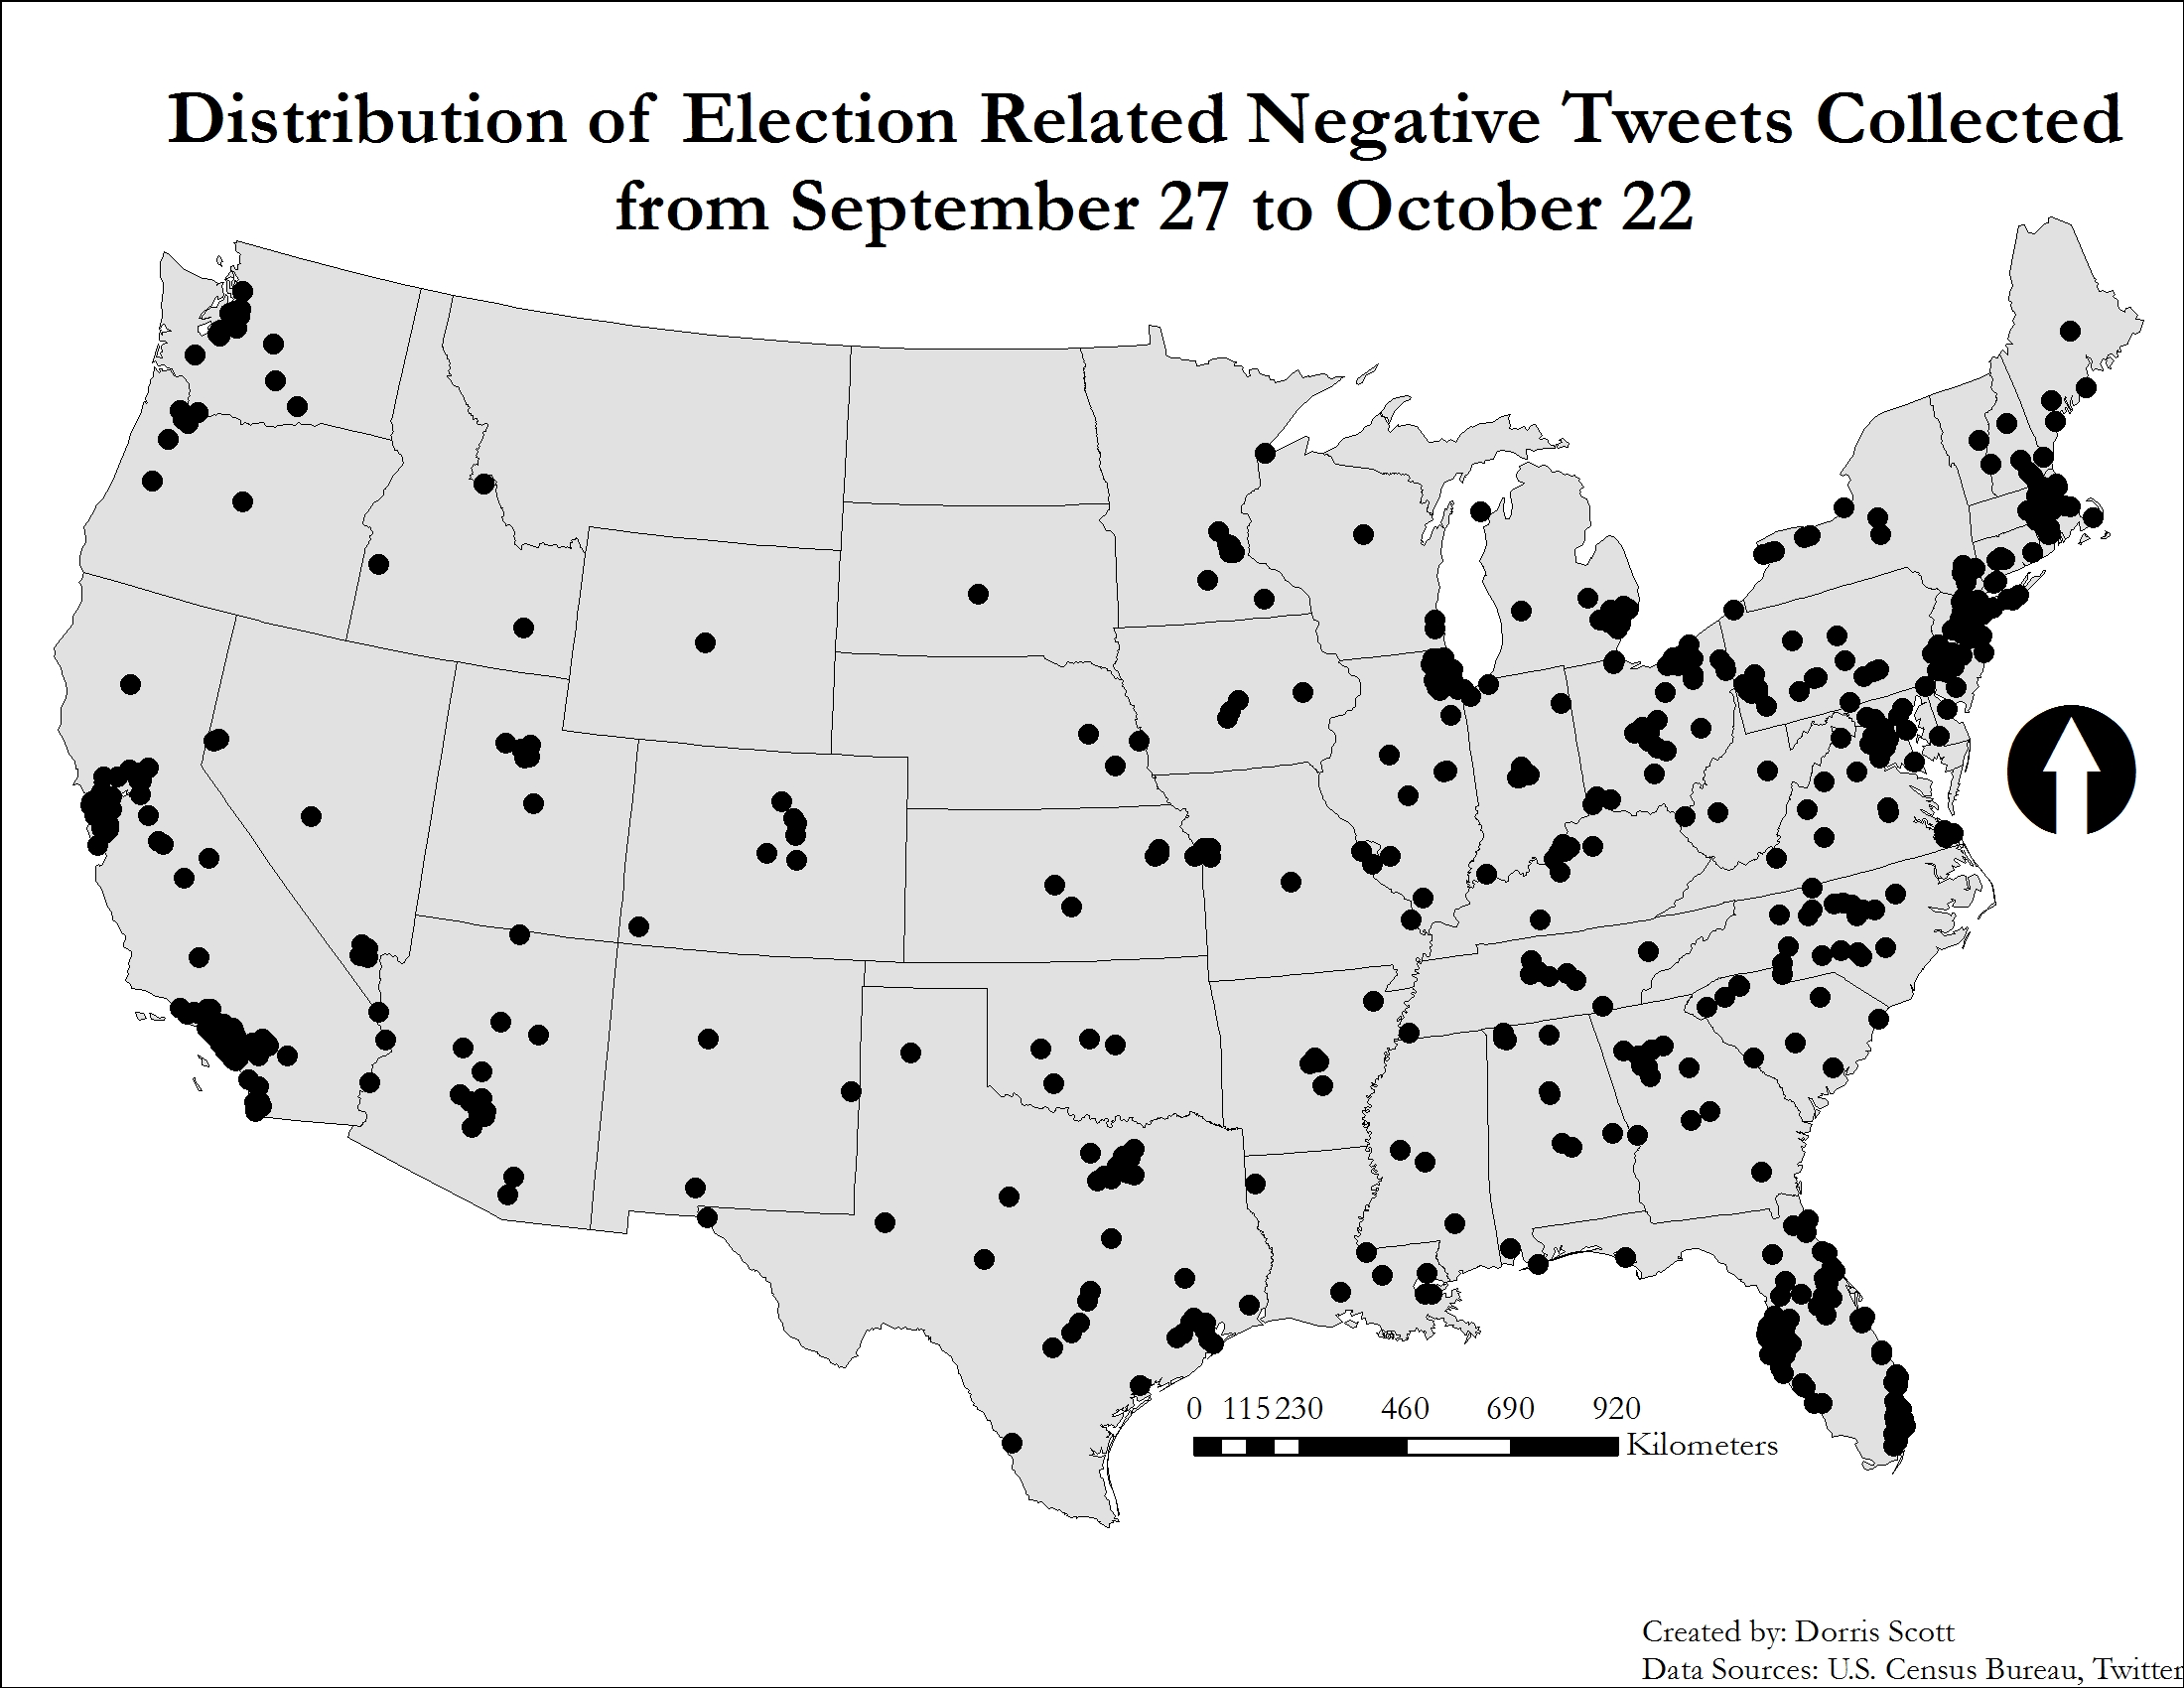 Distribution of Election Related Negative Tweets Collected
from September 27 to October 22
0 115 230 460 690 920
Kilometers
Created by: Dorris Scott
Data Sources: U.S. Census Bureau, Twitter